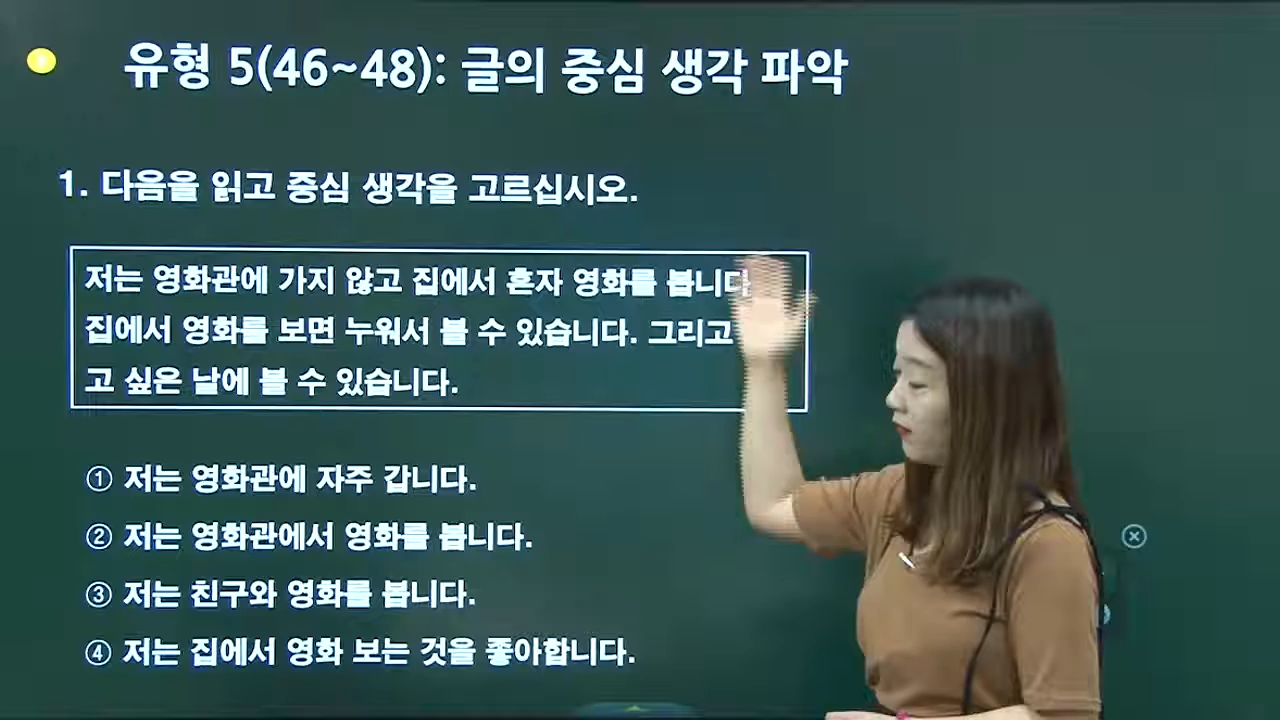 유형 5(46~48): 글의 중심 생각 파악
1. 다음을 읽고 중심 생각을 고르십시오.
저는 영화관에 가지 않고 집에서 혼자 영화를 봅니다
집에서 영화를 보면 누워서 볼 수 있습니다. 그리고
고 싶은 날에 볼 수 있습니다.
① 저는 영화관에 자주 갑니다.
② 저는 영화관에서 영화를 봅니다.
③ 저는 친구와 영화를 봅니다.
④ 저는 집에서 영화 보는 것을 좋아합니다.